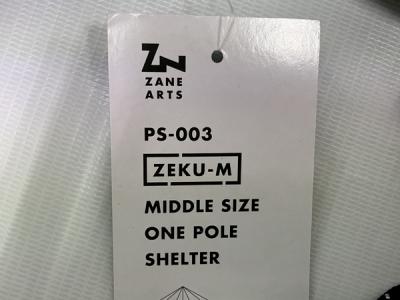 ZN
ZANE
ARTS
PS-003
ZEKU-M
MIDDLE SIZE
ONE POLE
SHELTER